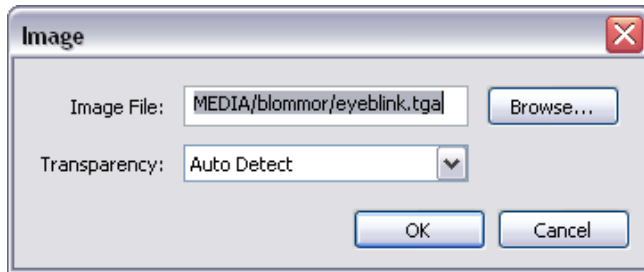 Image
Image File: MEDIA/blommor/eyeblink.tga Browse...
Transparency: Auto Detect
OK Cancel